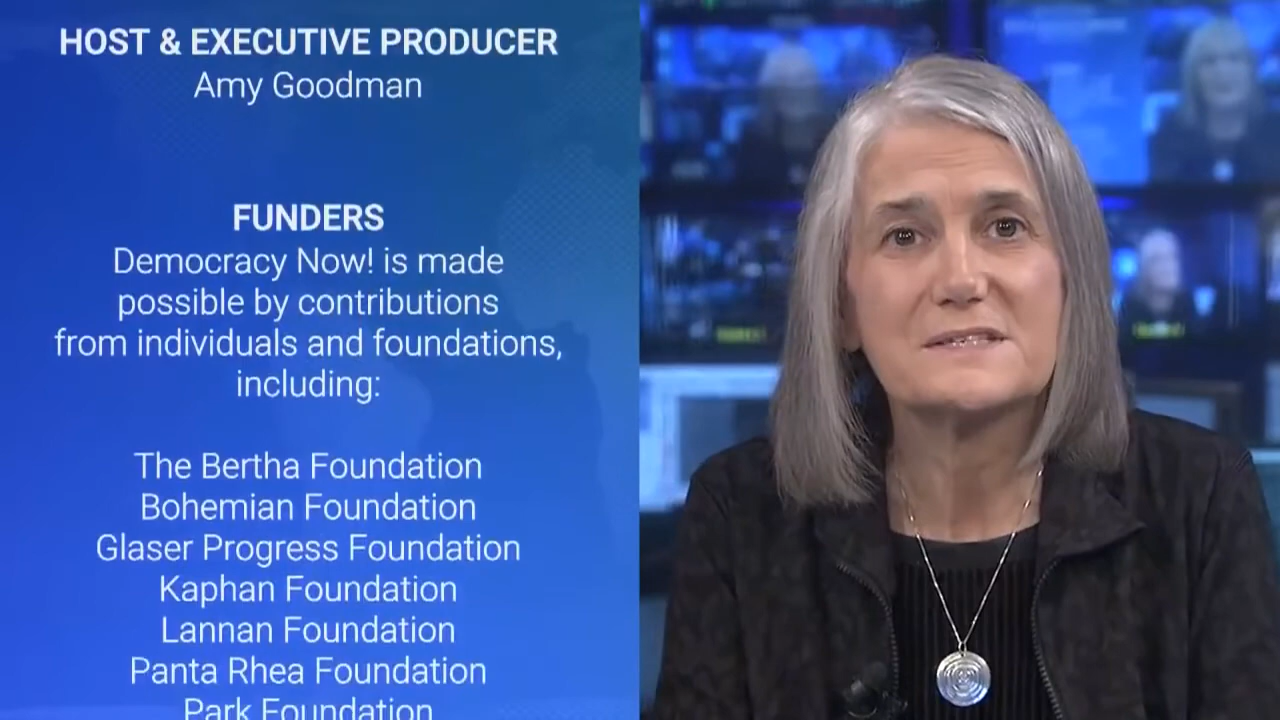 HOST & EXECUTIVE PRODUCER
Amy Goodman
FUNDERS
Democracy Now! is made
possible by contributions
from individuals and foundations,
including:
The Bertha Foundation
Bohemian Foundation
Glaser Progress Foundation
Kaphan Foundation
Lannan Foundation
Panta Rhea Foundation
Park Foundation